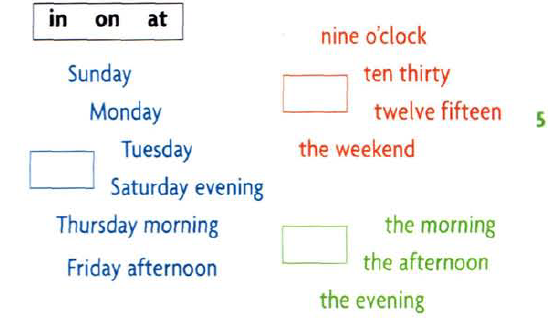 in on at
Sunday
Monday
Tuesday
Saturday evening
Thursday morning
Friday afternoon
nine o'clock
ten thirty
twelve fifteen
the weekend
the morning
the afternoon
the evening
5